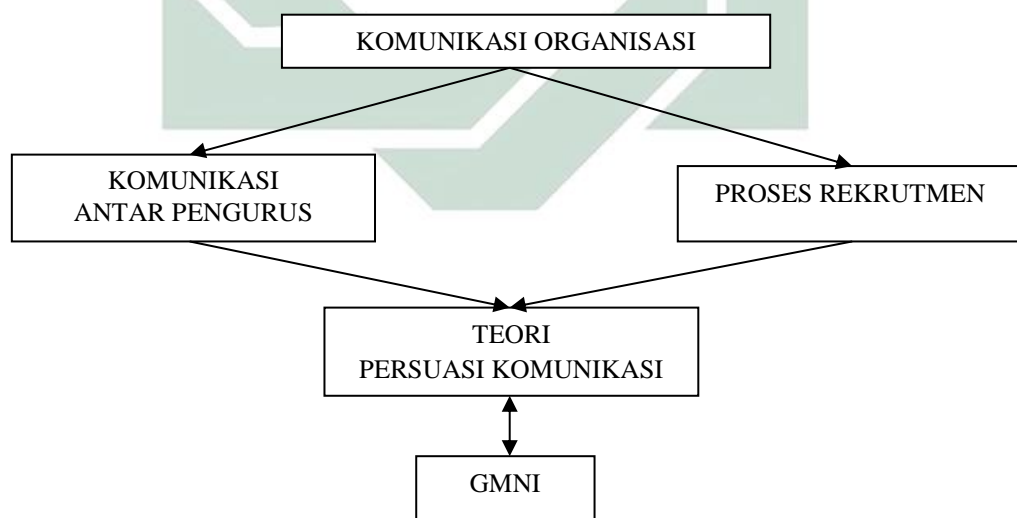 KOMUNIKASI ORGANISASI
KOMUNIKASI
ANTAR PENGURUS
PROSES REKRUTMEN
TEORI
PERSUASI KOMUNIKASI
GMNI